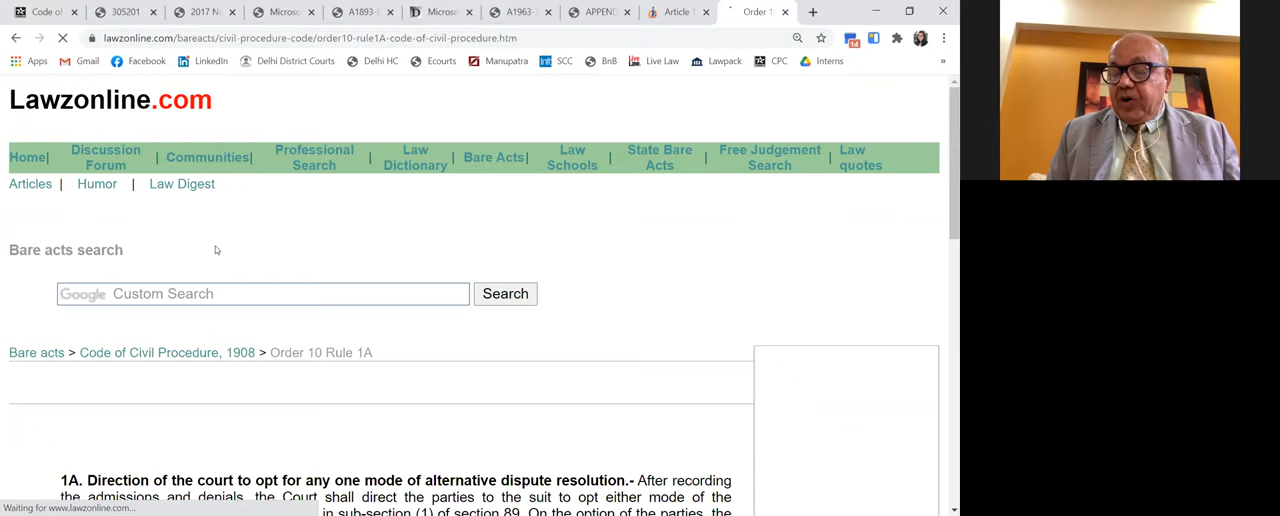 Code of
305201
2017 N
Microso
A1893-
Microso
A1963-
APPEND
Article 1
Order 1
lawzonline.com/bareacts/civil-procedure-code/order10-rule1A-code-of-civil-procedure.htm
Apps Gmail Facebook LinkedIn Delhi District Courts Delhi HC Ecourts Manupatra SCC BnB Live Law Lawpack CPC Interns »
Lawzonline.com
Home| Discussion Forum | Communities| Professional Search | Law Dictionary | Bare Acts| Law Schools | State Bare Acts | Free Judgement Search | Law quotes
Articles | Humor | Law Digest
Bare acts search
Google Custom Search Search
Bare acts > Code of Civil Procedure, 1908 > Order 10 Rule 1A
1A. Direction of the court to opt for any one mode of alternative dispute resolution.- After recording
the admissions and denials, the Court shall direct the parties to the suit to opt either mode of the
in sub-section (1) of section 89. On the option of the parties, the
Waiting for www.lawzonline.com...